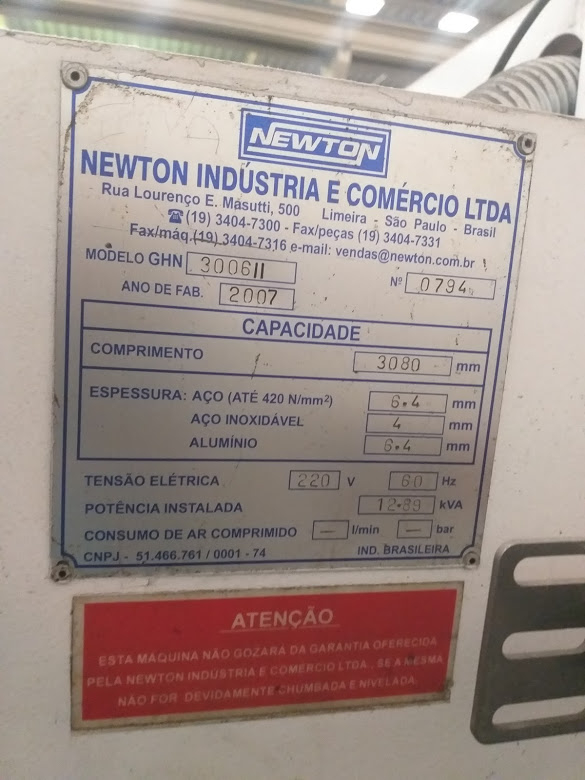 NEWTON
NEWTON INDÚSTRIA E COMÉRCIO LTDA
Rua Lourenço E. Masutti, 500 Limeira - São Paulo - Brasil
☎(19) 3404-7300 - Fax/peças (19) 3404-7331
Fax/máq.(19) 3404-7316 e-mail: vendas@newton.com.br
MODELO GHN 3006II Nº 0794
ANO DE FAB. 2007
CAPACIDADE
COMPRIMENTO 3080 mm
ESPESSURA: AÇO (ATÉ 420 N/mm²) 6.4 mm
AÇO INOXIDÁVEL 4 mm
ALUMÍNIO 6.4 mm
TENSÃO ELÉTRICA 220 V 60 Hz
POTÊNCIA INSTALADA 12.89 kVA
CONSUMO DE AR COMPRIMIDO — l/min — bar
CNPJ - 51.466.761 / 0001 - 74 IND. BRASILEIRA
ATENÇÃO
ESTA MAQUINA NÃO GOZARÁ DA GARANTIA OFERECIDA
PELA NEWTON INDÚSTRIA E COMÉRCIO LTDA., SE A MESMA
NÃO FOR DEVIDAMENTE CHUMBADA E NIVELADA.